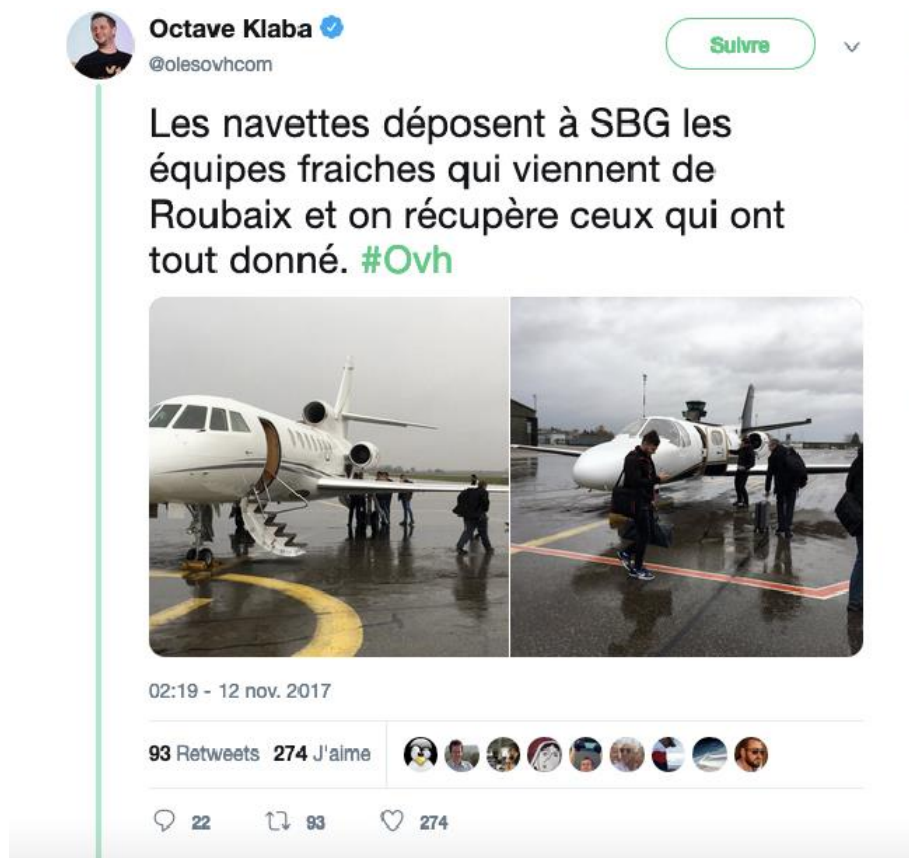 Octave Klaba
@olesovhcom
Suivre
Les navettes déposent à SBG les
équipes fraiches qui viennent de
Roubaix et on récupère ceux qui ont
tout donné. #Ovh
02:19 - 12 nov. 2017
93 Retweets 274 J'aime
22 93 274